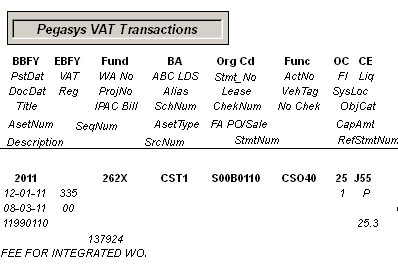 Pegasys VAT Transactions
BBFY EBFY Fund BA Org Cd Func OC CE
PstDat VAT WA No ABC LDS Stmt_No ActNo FI Liq
DocDat Reg ProjNo Alias Lease VehTag SysLoc
Title IPAC Bill SchNum ChekNum No Chek ObjCat
AsetNum SeqNum AsetType FA PO/Sale CapAmt
Description SrcNum StmtNum RefStmtNum
2011 262X CST1 S00B0110 CSO40 25 J55
12-01-11 335 1 P
08-03-11 00
11990110 25.3
137924
FEE FOR INTEGRATED WO.